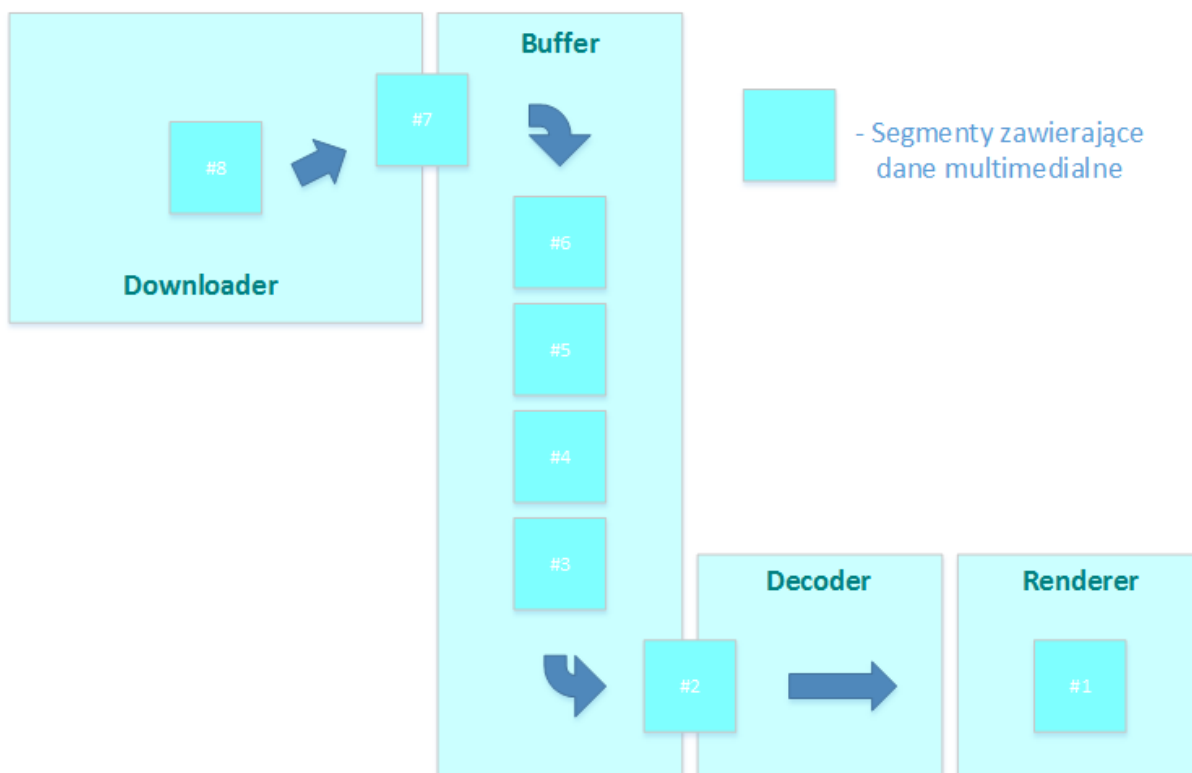 Buffer
#7
#8
- Segmenty zawierające
dane multimedialne
#6
Downloader
#5
#4
#3
Decoder
Renderer
#2
#1